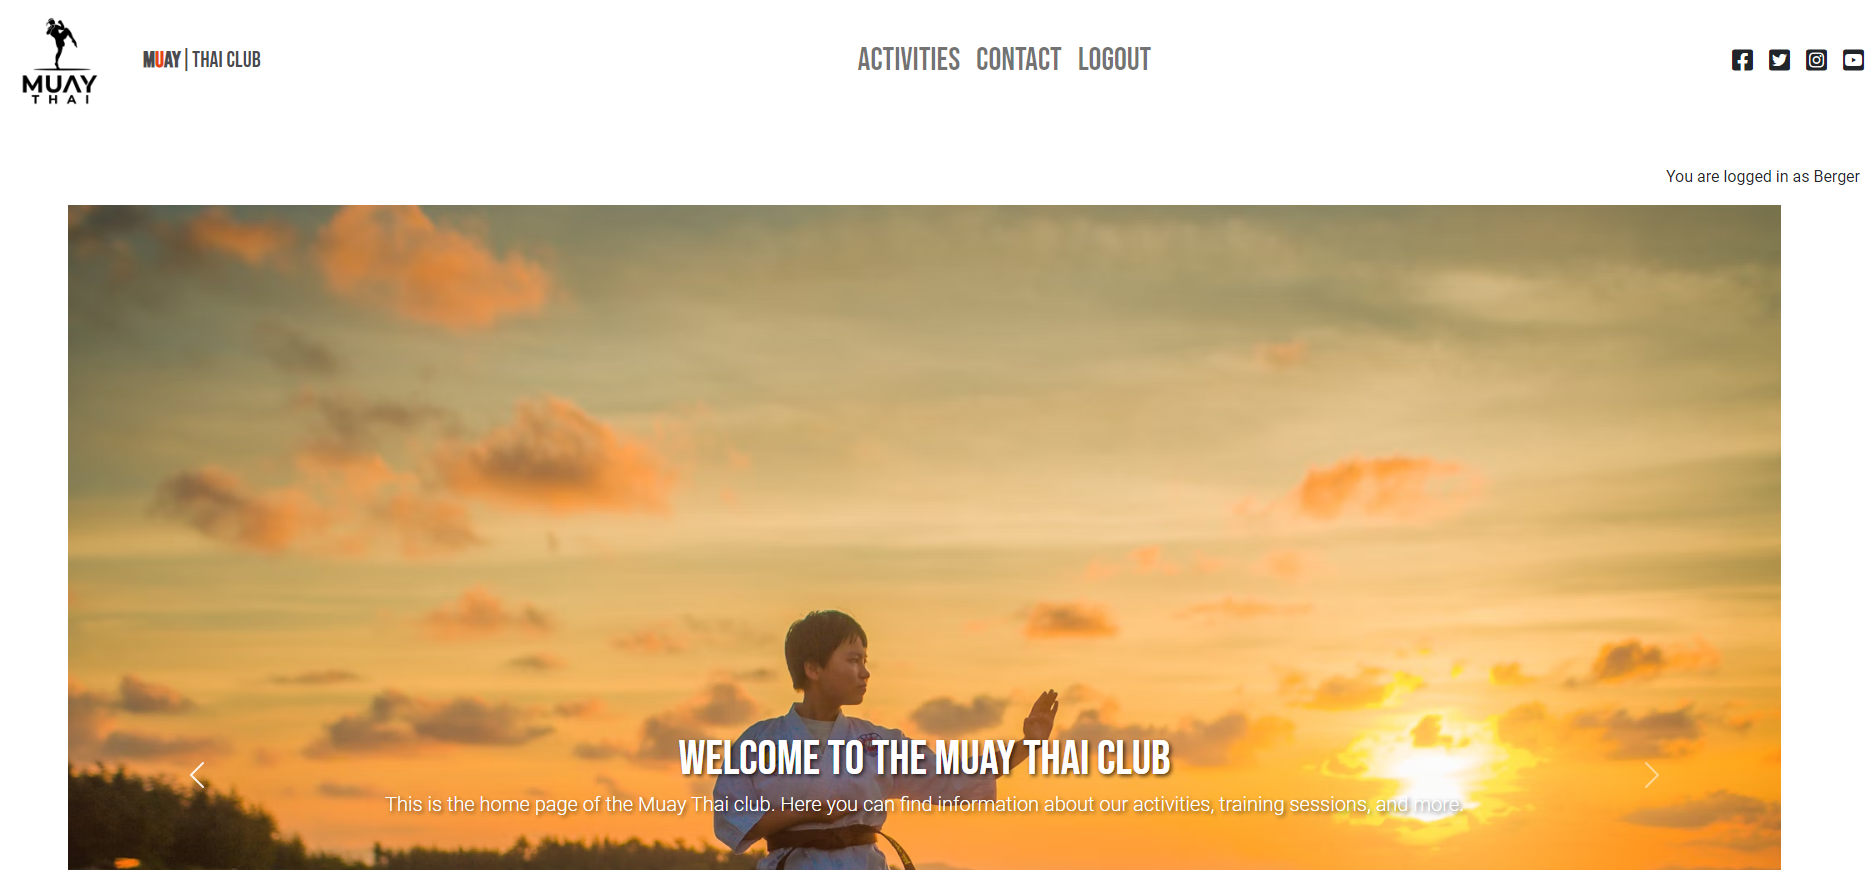 MUAY
THAI
MUAY | THAI CLUB
ACTIVITIES CONTACT LOGOUT
You are logged in as Berger
WELCOME TO THE MUAY THAI CLUB
This is the home page of the Muay Thai club. Here you can find information about our activities, training sessions, and more.